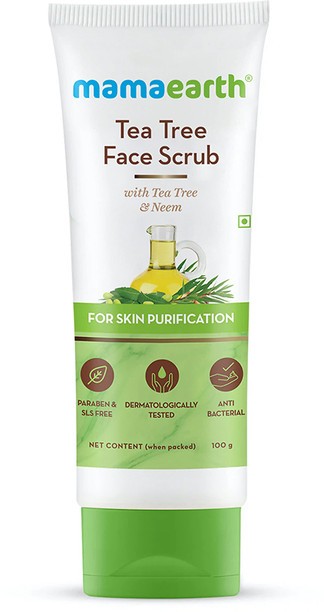 mamaearth®
Tea Tree
Face Scrub
with Tea Tree
& Neem
FOR SKIN PURIFICATION
PARABEN &
SLS FREE
DERMATOLOGICALLY
TESTED
ANTI
BACTERIAL
NET CONTENT (when packed) 100 g